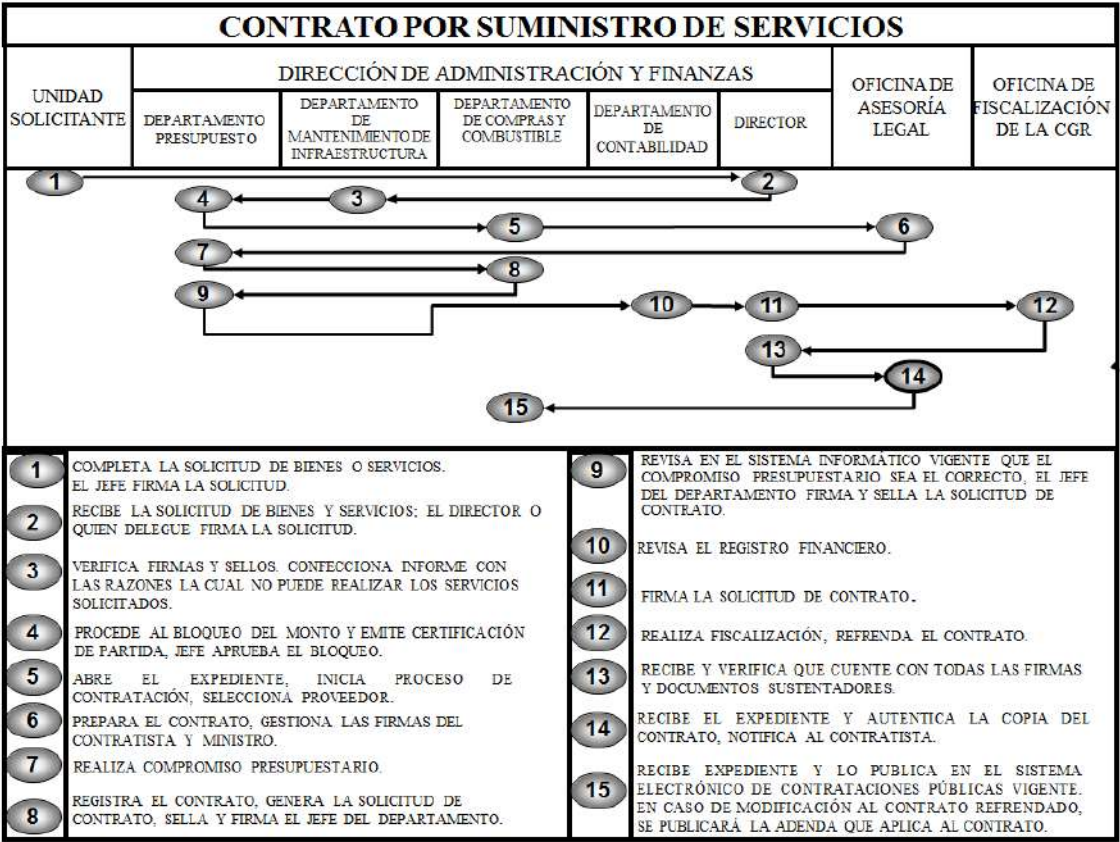 CONTRATO POR SUMINISTRO DE SERVICIOS
UNIDAD
SOLICITANTE
DIRECCIÓN DE ADMINISTRACIÓN Y FINANZAS
DEPARTAMENTO
PRESUPUESTO
DEPARTAMENTO
DE
MANTENIMIENTO DE
INFRAESTRUCTURA
DEPARTAMENTO
DE COMPRAS Y
COMBUSTIBLE
DEPARTAMENTO
DE
CONTABILIDAD
DIRECTOR
OFICINA DE
ASESORÍA
LEGAL
OFICINA DE
FISCALIZACIÓN
DE LA CGR
1
2
4
3
5
6
7
8
9
10
11
12
13
14
15
1
COMPLETA LA SOLICITUD DE BIENES O SERVICIOS.
EL JEFE FIRMA LA SOLICITUD.
2
RECIBE LA SOLICITUD DE BIENES Y SERVICIOS; EL DIRECTOR O
QUIEN DELEGUE FIRMA LA SOLICITUD.
3
VERIFICA FIRMAS Y SELLOS. CONFECCIONA INFORME CON
LAS RAZONES LA CUAL NO PUEDE REALIZAR LOS SERVICIOS
SOLICITADOS.
4
PROCEDE AL BLOQUEO DEL MONTO Y EMITE CERTIFICACIÓN
DE PARTIDA, JEFE APRUEBA EL BLOQUEO.
5
ABRE EL EXPEDIENTE, INICIA PROCESO DE
CONTRATACIÓN, SELECCIONA PROVEEDOR.
6
PREPARA EL CONTRATO, GESTIONA LAS FIRMAS DEL
CONTRATISTA Y MINISTRO.
7
REALIZA COMPROMISO PRESUPUESTARIO.
8
REGISTRA EL CONTRATO, GENERA LA SOLICITUD DE
CONTRATO, SELLA Y FIRMA EL JEFE DEL DEPARTAMENTO.
9
REVISA EN EL SISTEMA INFORMÁTICO VIGENTE QUE EL
COMPROMISO PRESUPUESTARIO SEA EL CORRECTO, EL JEFE
DEL DEPARTAMENTO FIRMA Y SELLA LA SOLICITUD DE
CONTRATO.
10
REVISA EL REGISTRO FINANCIERO.
11
FIRMA LA SOLICITUD DE CONTRATO.
12
REALIZA FISCALIZACIÓN, REFRENDA EL CONTRATO.
13
RECIBE Y VERIFICA QUE CUENTE CON TODAS LAS FIRMAS
Y DOCUMENTOS SUSTENTADORES.
14
RECIBE EL EXPEDIENTE Y AUTENTICA LA COPIA DEL
CONTRATO, NOTIFICA AL CONTRATISTA.
15
RECIBE EXPEDIENTE Y LO PUBLICA EN EL SISTEMA
ELECTRÓNICO DE CONTRATACIONES PÚBLICAS VIGENTE.
EN CASO DE MODIFICACIÓN AL CONTRATO REFRENDADO,
SE PUBLICARÁ LA ADENDA QUE APLICA AL CONTRATO.